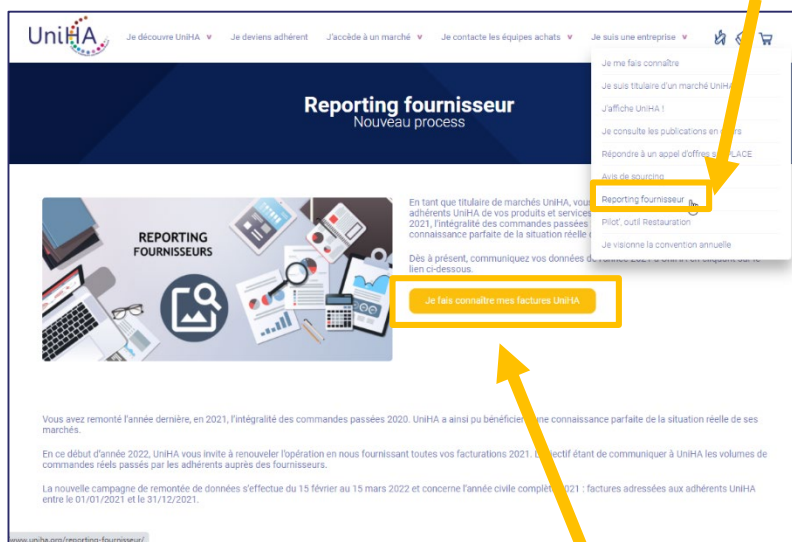 UniHA
Je découvre UniHA
Je deviens adhérent
J'accède à un marché
Je contacte les équipes achats
Je suis une entreprise
Je me fais connaître
Je suis titulaire d'un marché UniHA
J'affiche UniHA !
Je consulte les publications en
Répondre à un appel d'offres PLACE
Avis de sourcing
Reporting fournisseur
Pilot', outil Restauration
Je visionne la convention annuelle
Reporting fournisseur
Nouveau process
REPORTING
FOURNISSEURS
En tant que titulaire de marchés UniHA,
adhérents UniHA de vos produits et services
2021, l'intégralité des commandes passées
connaissance parfaite de la situation réelle
Dès à présent, communiquez vos données
lien ci-dessous.
Je fais connaître mes factures UniHA
Vous avez remonté l'année dernière, en 2021, l'intégralité des commandes passées 2020. UniHA a ainsi pu bénéficier connaissance parfaite de la situation réelle de ses
marchés.
En ce début d'année 2022, UniHA vous invite à renouveler l'opération en nous fournissant toutes vos facturations 2021. étant de communiquer à UniHA les volumes de
commandes réels passés par les adhérents auprès des fournisseurs.
La nouvelle campagne de remontée de données s'effectue du 15 février au 15 mars 2022 et concerne l'année civile 2021 : factures adressées aux adhérents UniHA
entre le 01/01/2021 et le 31/12/2021.
www.uniha.org/reporting-fournisseur/